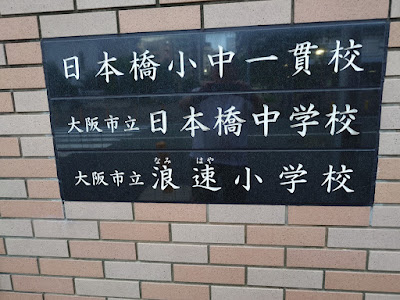 日本橋小中一貫校
大阪市立日本橋中学校
なみはや
大阪市立浪速小学校